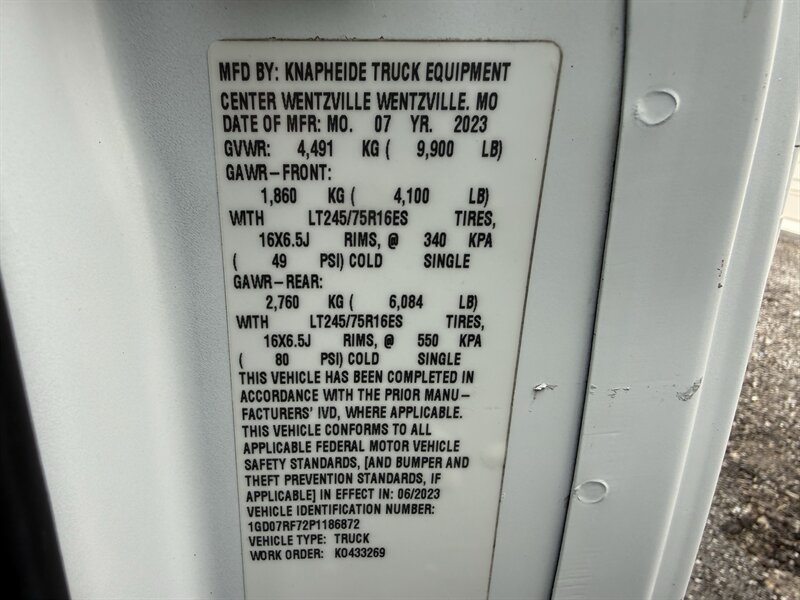 MFD BY: KNAPHEIDE TRUCK EQUIPMENT
CENTER WENTZVILLE WENTZVILLE. MO
DATE OF MFR: MO. 07 YR. 2023
GVWR: 4,491 KG ( 9,900 LB)
GAWR-FRONT:
1,860 KG ( 4,100 LB)
WITH LT245/75R16ES TIRES,
16X6.5J RIMS, @ 340 KPA
( 49 PSI) COLD SINGLE
GAWR-REAR:
2,760 KG ( 6,084 LB)
WITH LT245/75R16ES TIRES,
16X6.5J RIMS, @ 550 KPA
( 80 PSI) COLD SINGLE
THIS VEHICLE HAS BEEN COMPLETED IN
ACCORDANCE WITH THE PRIOR MANU-
FACTURERS' IVD, WHERE APPLICABLE.
THIS VEHICLE CONFORMS TO ALL
APPLICABLE FEDERAL MOTOR VEHICLE
SAFETY STANDARDS, [AND BUMPER AND
THEFT PREVENTION STANDARDS, IF
APPLICABLE] IN EFFECT IN: 06/2023
VEHICLE IDENTIFICATION NUMBER:
1GD07RF72P1186872
VEHICLE TYPE: TRUCK
WORK ORDER: KO433269